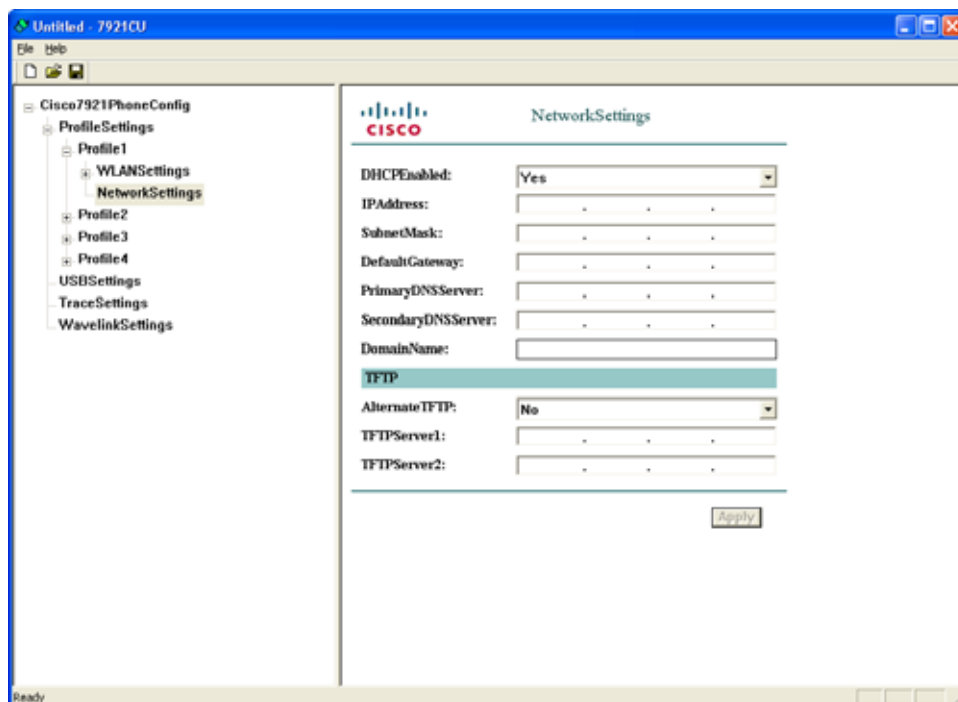 Untitled - 7921CU
File Help
Cisco7921PhoneConfig
ProfileSettings
Profile1
WLANSettings
NetworkSettings
Profile2
Profile3
Profile4
USBSettings
TraceSettings
WavelinkSettings
CISCO
NetworkSettings
DHCPEnabled: Yes
IPAddress: . . .
SubnetMask: . . .
DefaultGateway: . . .
PrimaryDNSServer: . . .
SecondaryDNSServer: . . .
DomainName:
TFTP
AlternateTFTP: No
TFTPServer1: . . .
TFTPServer2: . . .
Apply
Ready